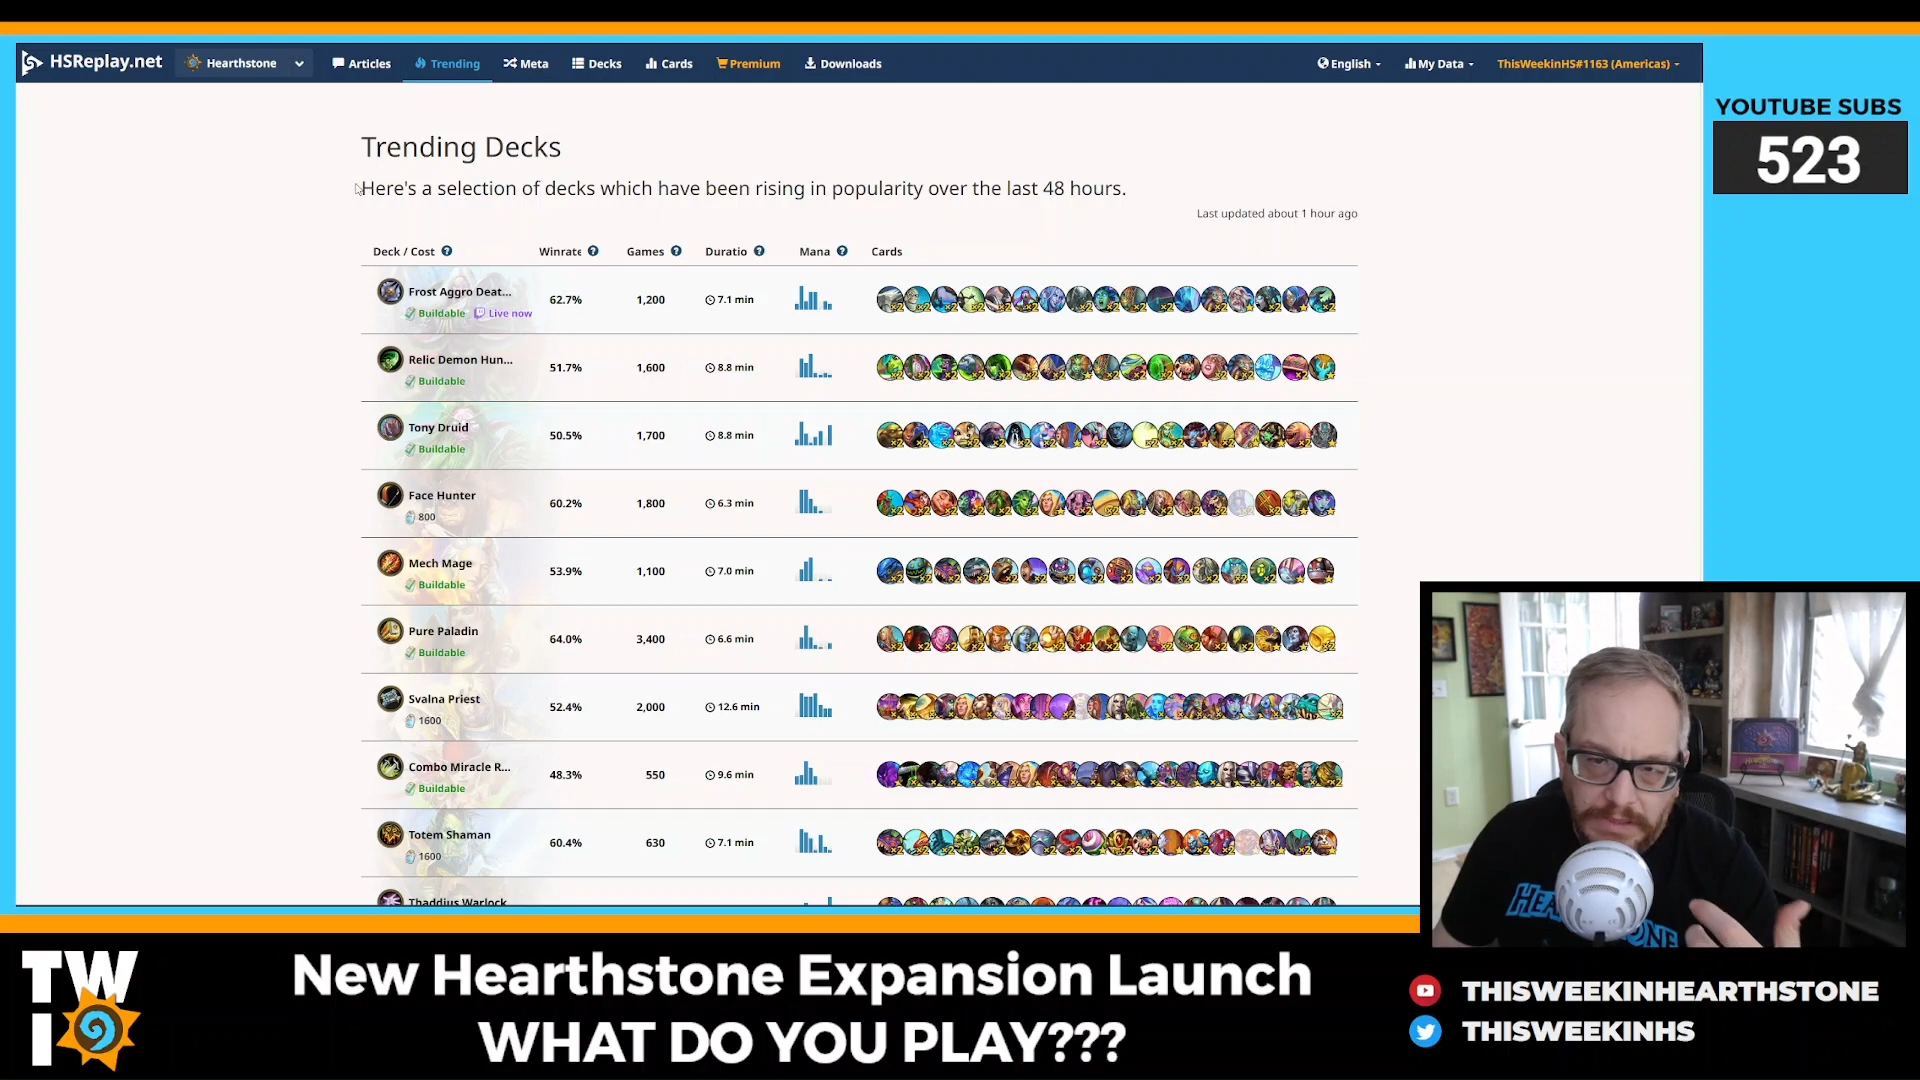 HSReplay.net Hearthstone Articles Trending Meta Decks Cards Premium Downloads English My Data ThisWeekinHS#1163 (Americas)
YOUTUBE SUBS
523
Trending Decks
Here's a selection of decks which have been rising in popularity over the last 48 hours.
Last updated about 1 hour ago
Deck / Cost Winrate Games Duratio Mana Cards
Frost Aggro Deat... 62.7% 1,200 7.1 min
Buildable Live now
Relic Demon Hun... 51.7% 1,600 8.8 min
Buildable
Tony Druid 50.5% 1,700 8.8 min
Buildable
Face Hunter 60.2% 1,800 6.3 min
800
Mech Mage 53.9% 1,100 7.0 min
Buildable
Pure Paladin 64.0% 3,400 6.6 min
Buildable
Svalna Priest 52.4% 2,000 12.6 min
1600
Combo Miracle R... 48.3% 550 9.6 min
Buildable
Totem Shaman 60.4% 630 7.1 min
1600
Thaddius Warlock
TW
I
New Hearthstone Expansion Launch
WHAT DO YOU PLAY???
THISWEEKINHEARTHSTONE
THISWEEKINHS